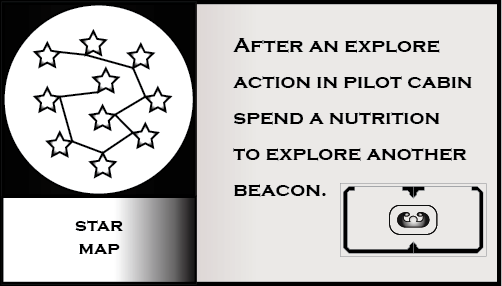 AFTER AN EXPLORE
ACTION IN PILOT CABIN
SPEND A NUTRITION
TO EXPLORE ANOTHER
BEACON.
STAR
MAP